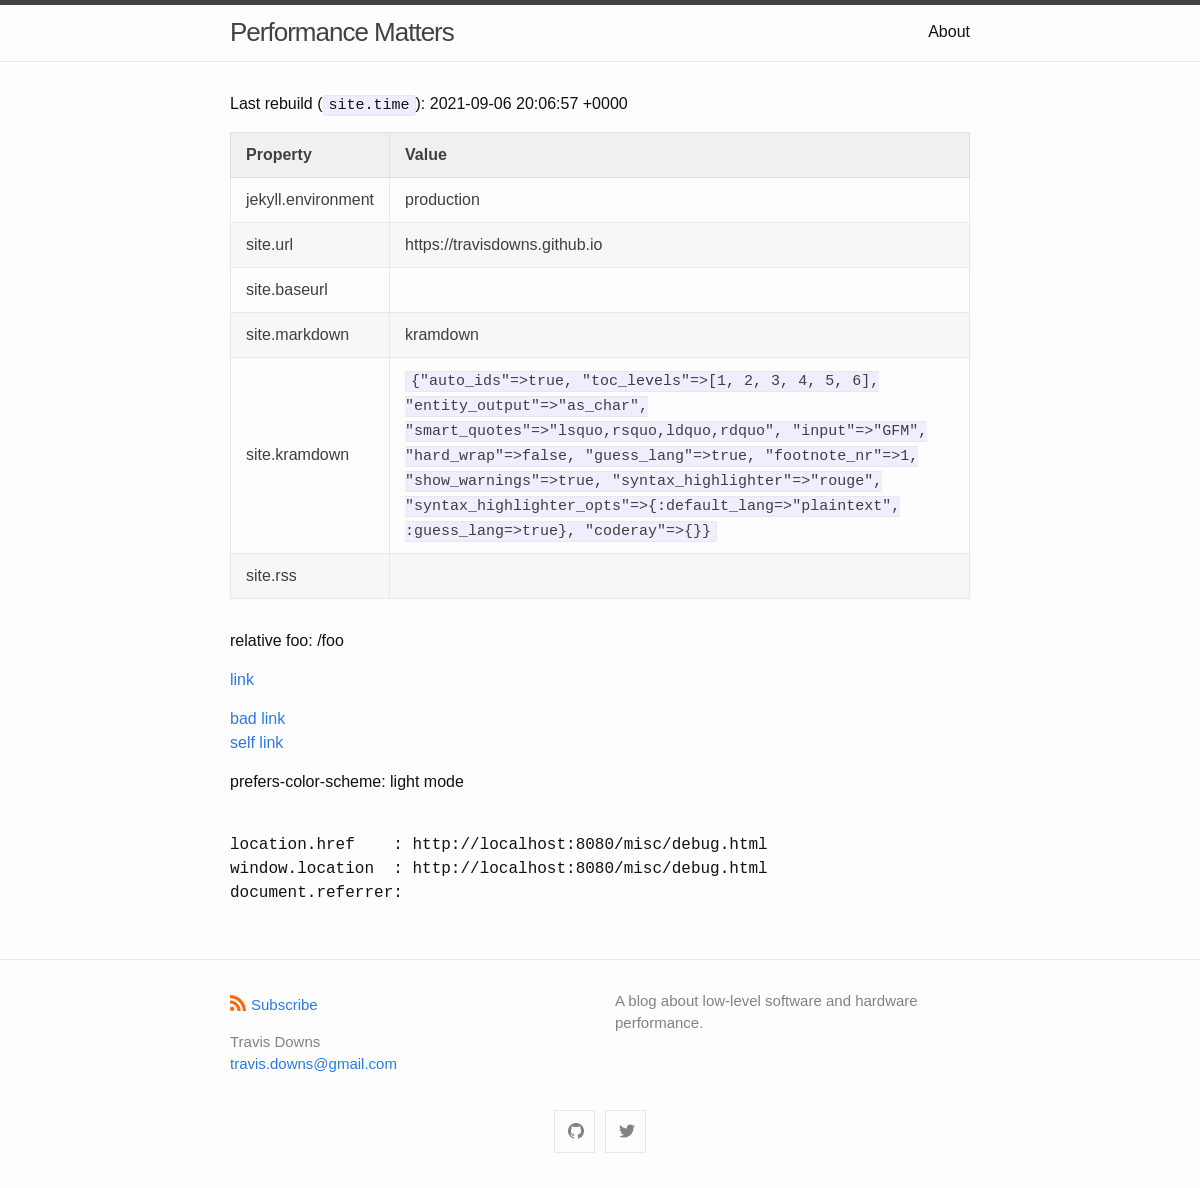 Performance Matters
About
Last rebuild (site.time): 2021-09-06 20:06:57 +0000
Property Value
jekyll.environment production
site.url https://travisdowns.github.io
site.baseurl
site.markdown kramdown
site.kramdown
{"auto_ids"=>true, "toc_levels"=>[1, 2, 3, 4, 5, 6],
"entity_output"=>"as_char",
"smart_quotes"=>"lsquo,rsquo,ldquo,rdquo", "input"=>"GFM",
"hard_wrap"=>false, "guess_lang"=>true, "footnote_nr"=>1,
"show_warnings"=>true, "syntax_highlighter"=>"rouge",
"syntax_highlighter_opts"=>{:default_lang=>"plaintext",
:guess_lang=>true}, "coderay"=>{}}
site.rss
relative foo: /foo
link
bad link
self link
prefers-color-scheme: light mode
location.href    : http://localhost:8080/misc/debug.html
window.location  : http://localhost:8080/misc/debug.html
document.referrer:
Subscribe
Travis Downs
travis.downs@gmail.com
A blog about low-level software and hardware
performance.